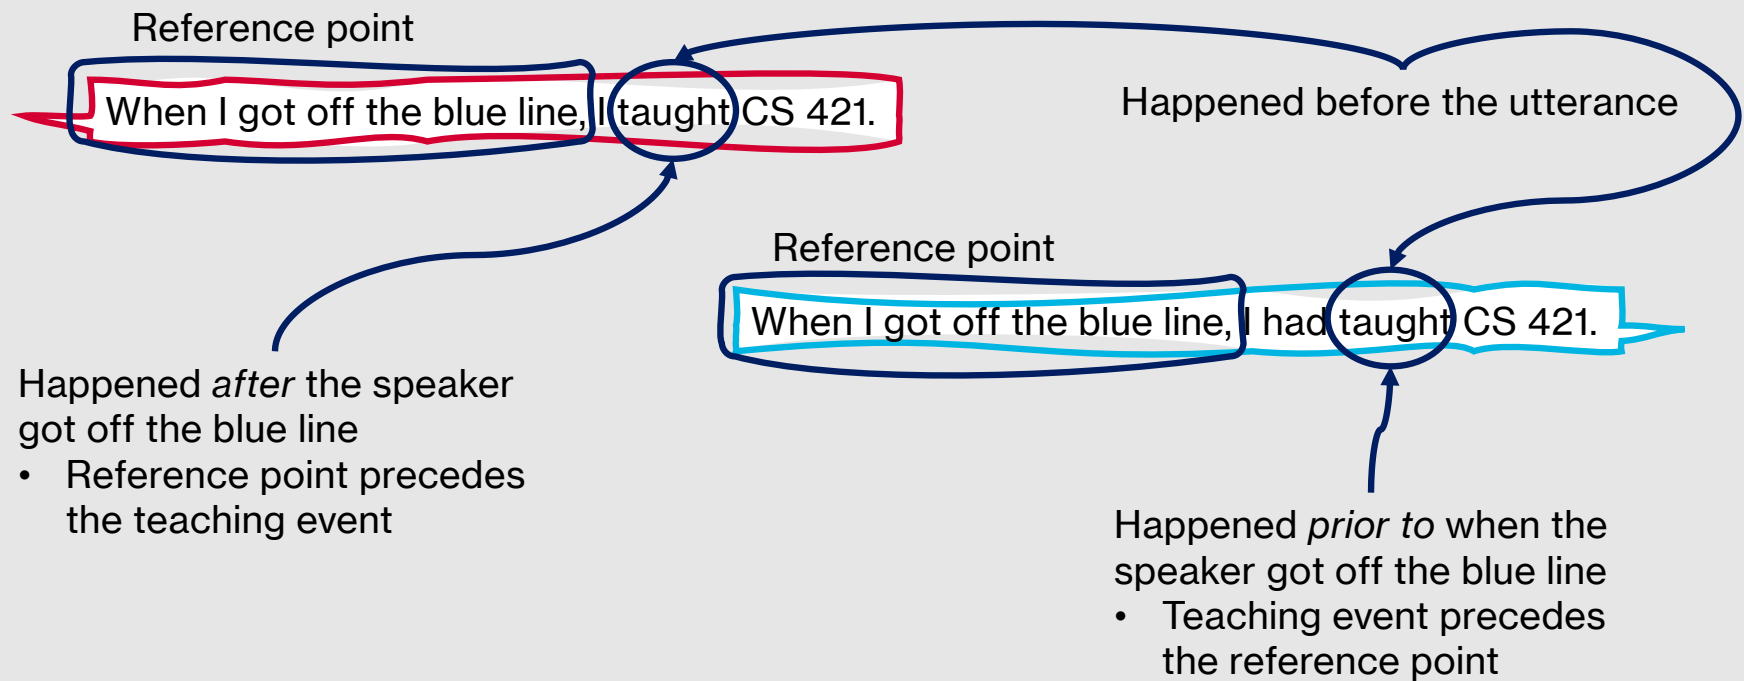 Reference point
When I got off the blue line, I taught CS 421.
Happened before the utterance
Reference point
When I got off the blue line, I had taught CS 421.
Happened after the speaker
got off the blue line
• Reference point precedes
the teaching event
Happened prior to when the
speaker got off the blue line
• Teaching event precedes
the reference point